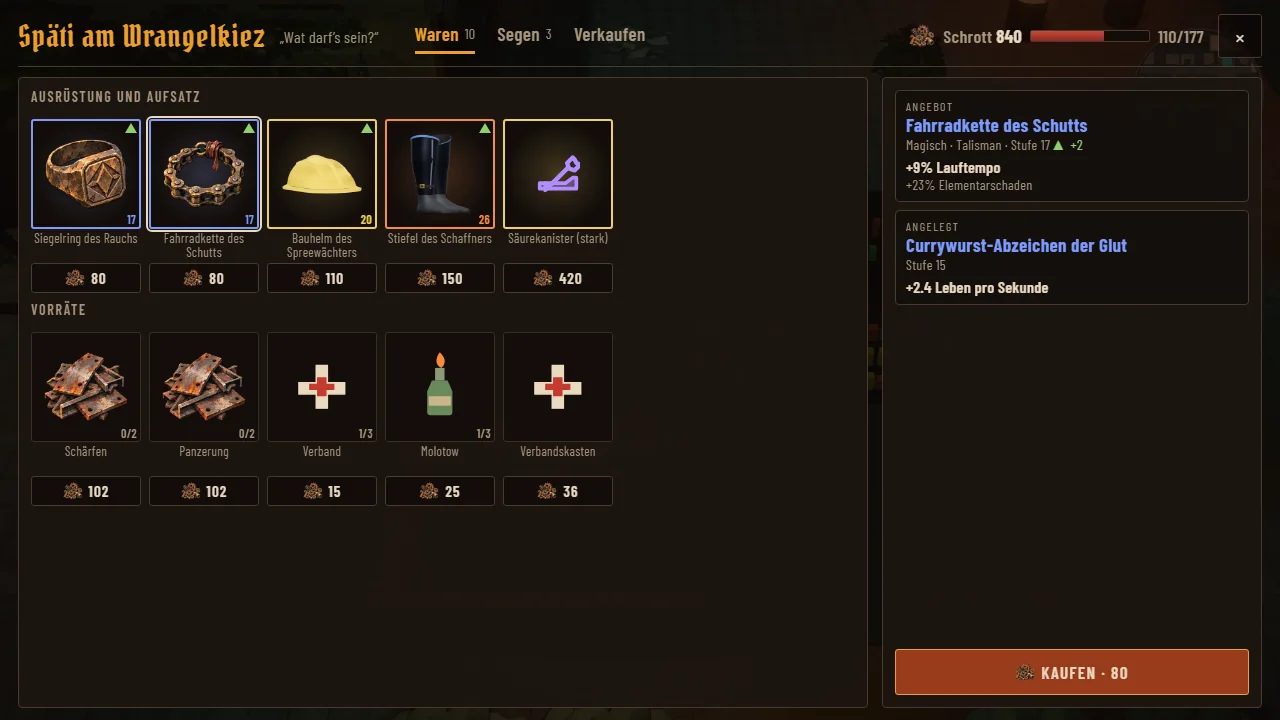 Späti am Wrangelkiez
„Wat darf's sein?"
Waren 10
Segen 3
Verkaufen
Schrott 840
110/177
×
AUSRÜSTUNG UND AUFSATZ
17
17
20
26
Siegelring des Rauchs
Fahrradkette des
Schutts
Bauhelm des
Spreewächters
Stiefel des Schaffners
Säurekanister (stark)
80
80
110
150
420
VORRÄTE
0/2
0/2
1/3
1/3
Schärfen
Panzerung
Verband
Molotow
Verbandskasten
102
102
15
25
36
ANGEBOT
Fahrradkette des Schutts
Magisch · Talisman · Stufe 17 ▲ +2
+9% Lauftempo
+23% Elementarschaden
ANGELEGT
Currywurst-Abzeichen der Glut
Stufe 15
+2.4 Leben pro Sekunde
KAUFEN · 80